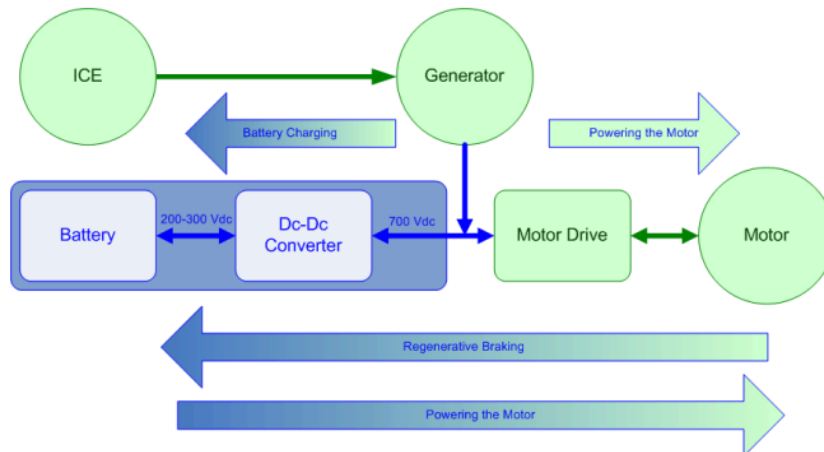 ICE
Generator
Battery Charging
Powering the Motor
Battery
200-300 Vdc
Dc-Dc
Converter
700 Vdc
Motor Drive
Motor
Regenerative Braking
Powering the Motor